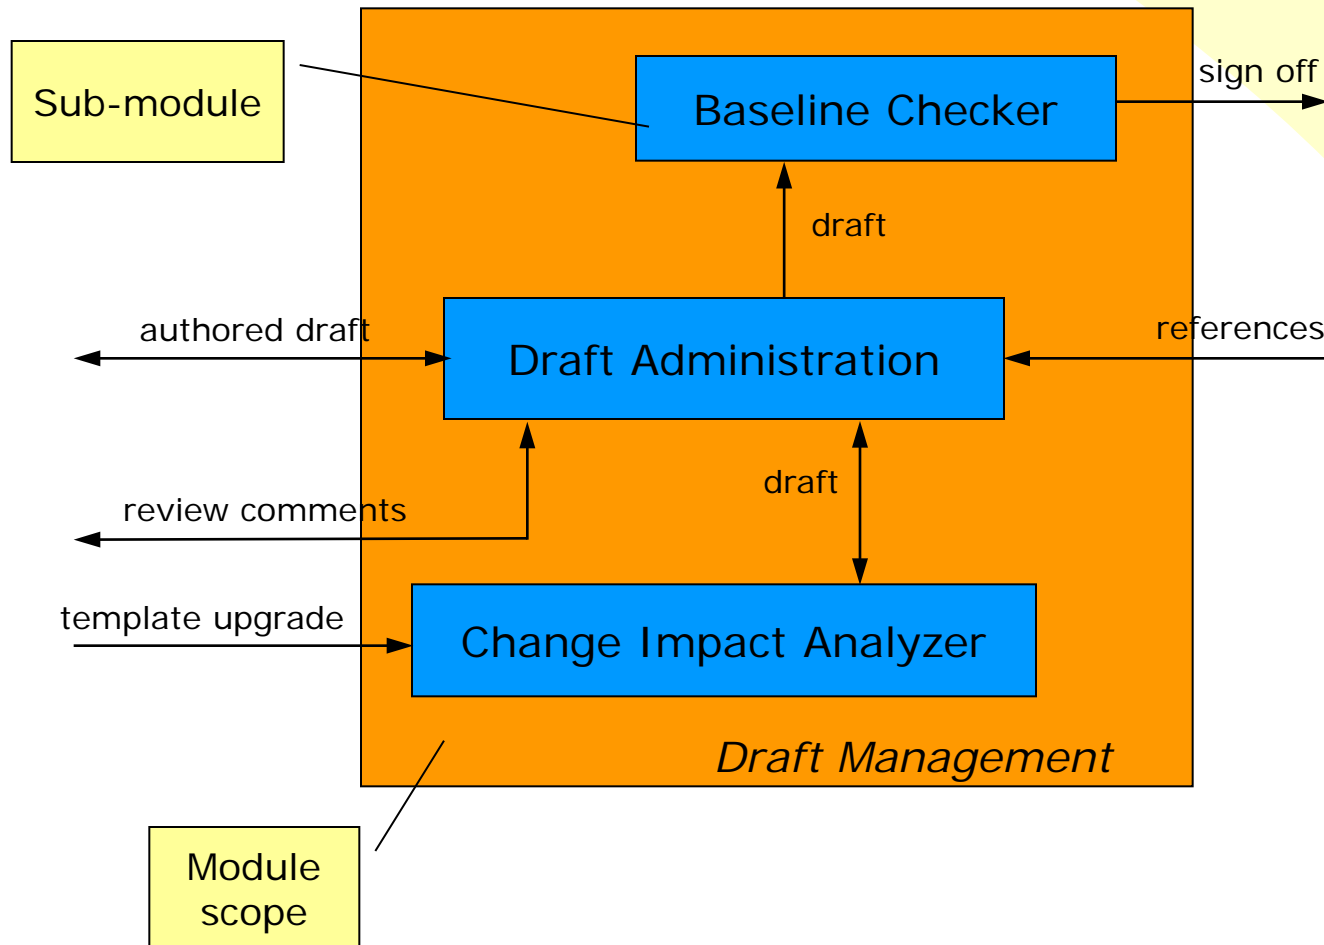 sign off
Sub-module
Baseline Checker
draft
authored draft
references
Draft Administration
draft
review comments
template upgrade
Change Impact Analyzer
Draft Management
Module
scope